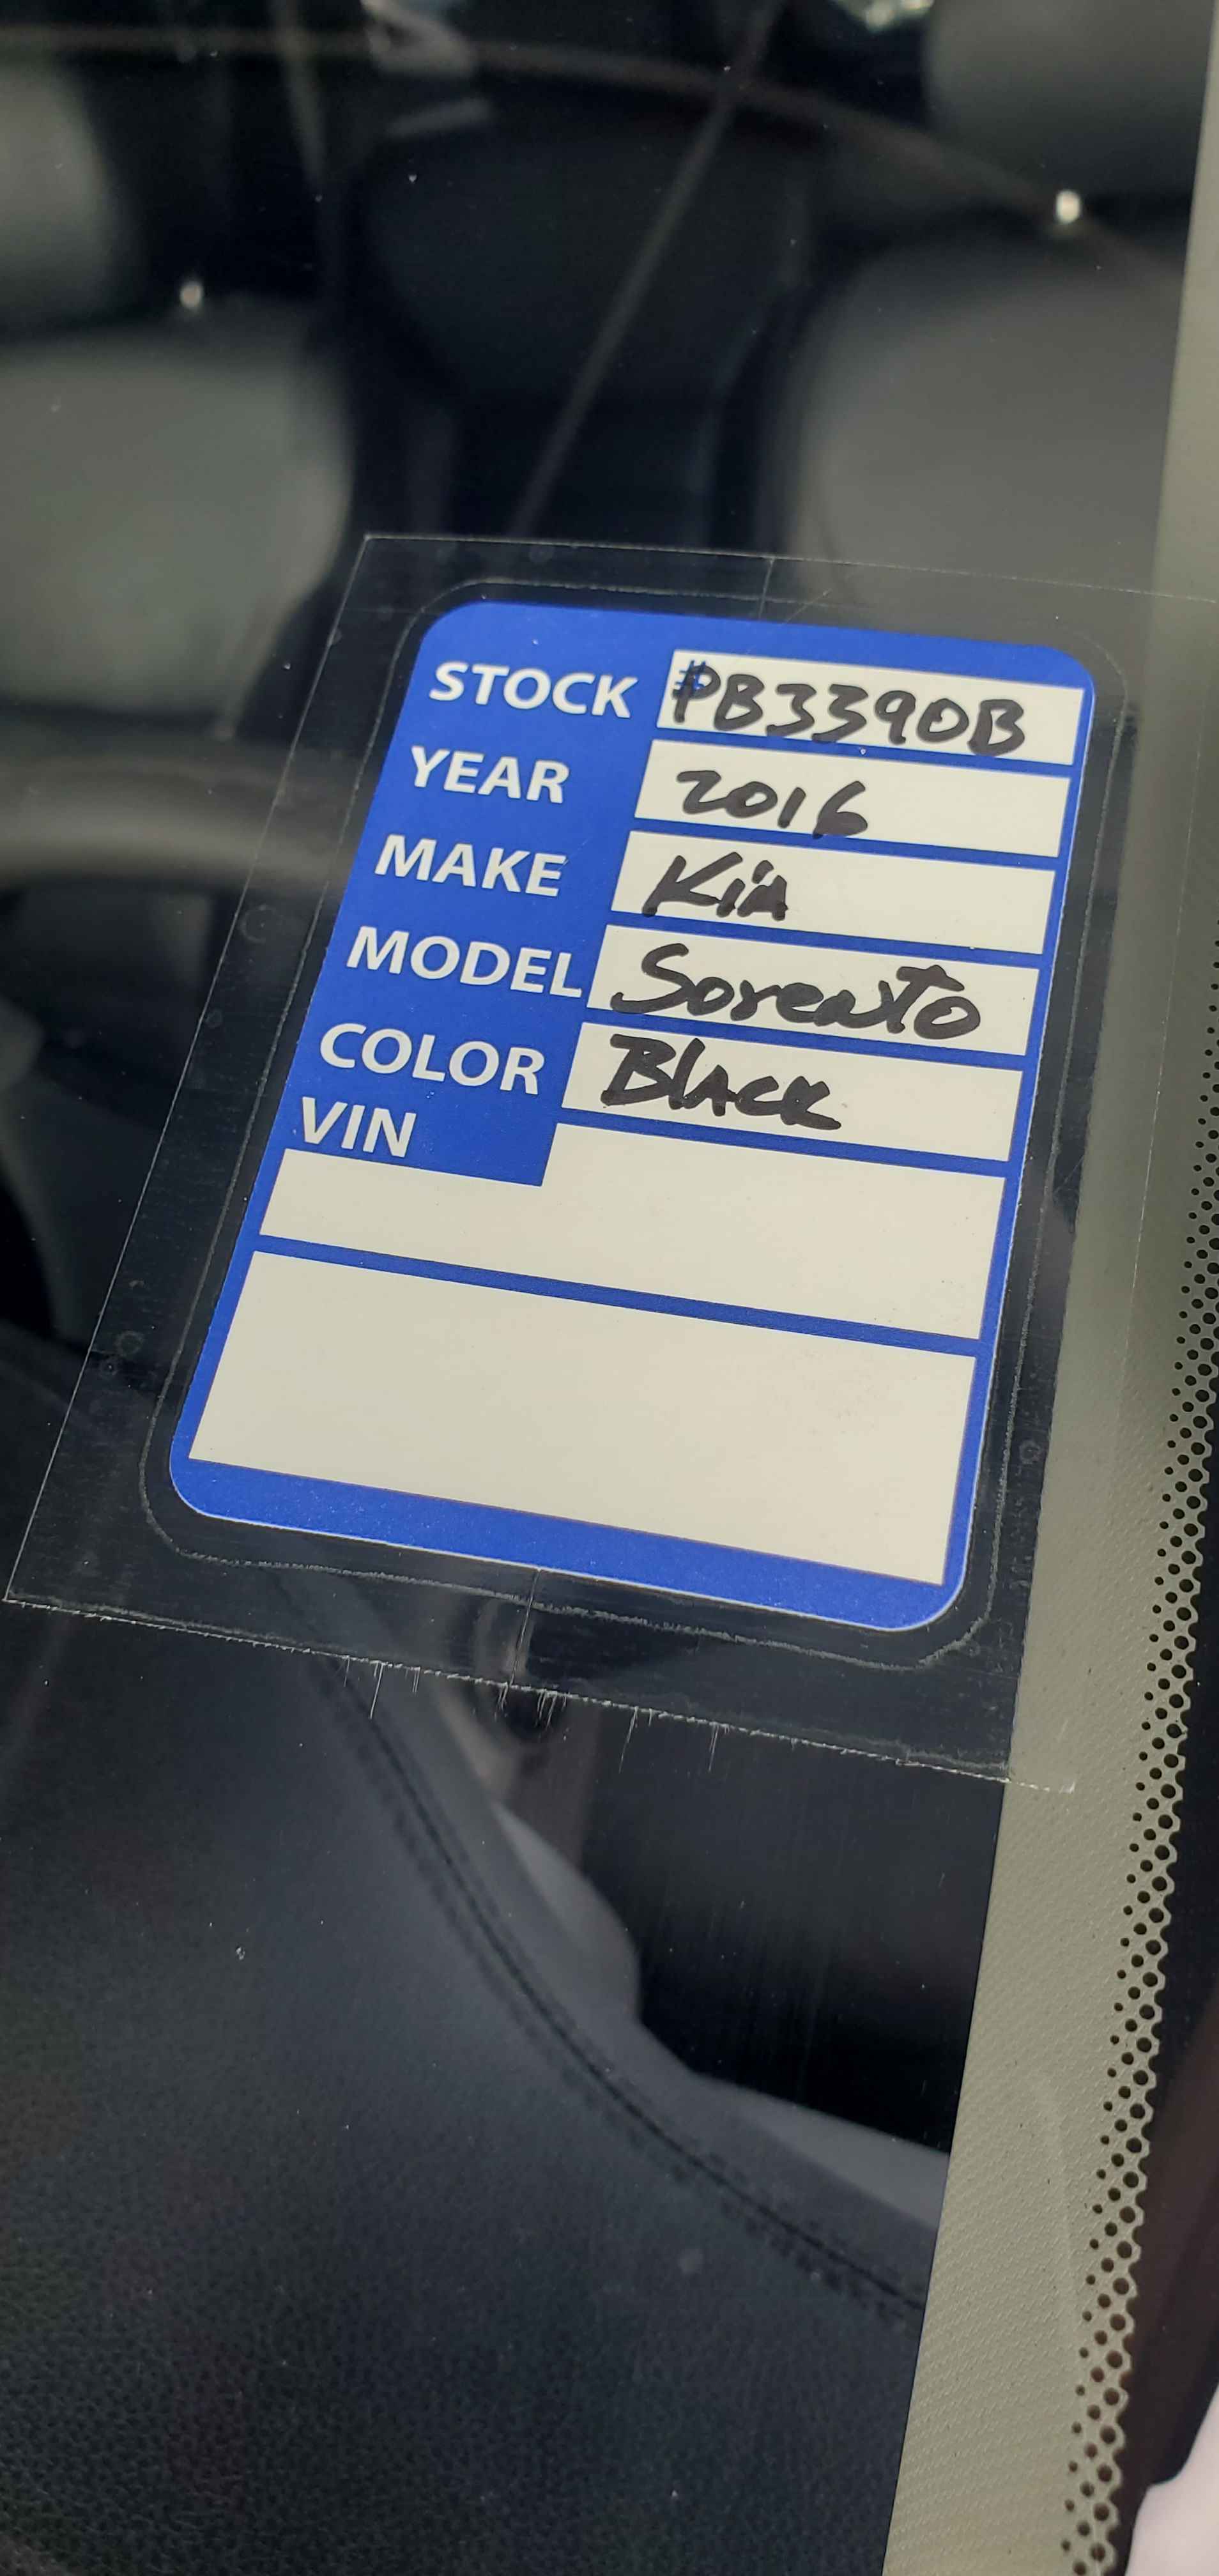 STOCK #PB3390B
YEAR 2016
MAKE Kia
MODEL Sorento
COLOR Black
VIN